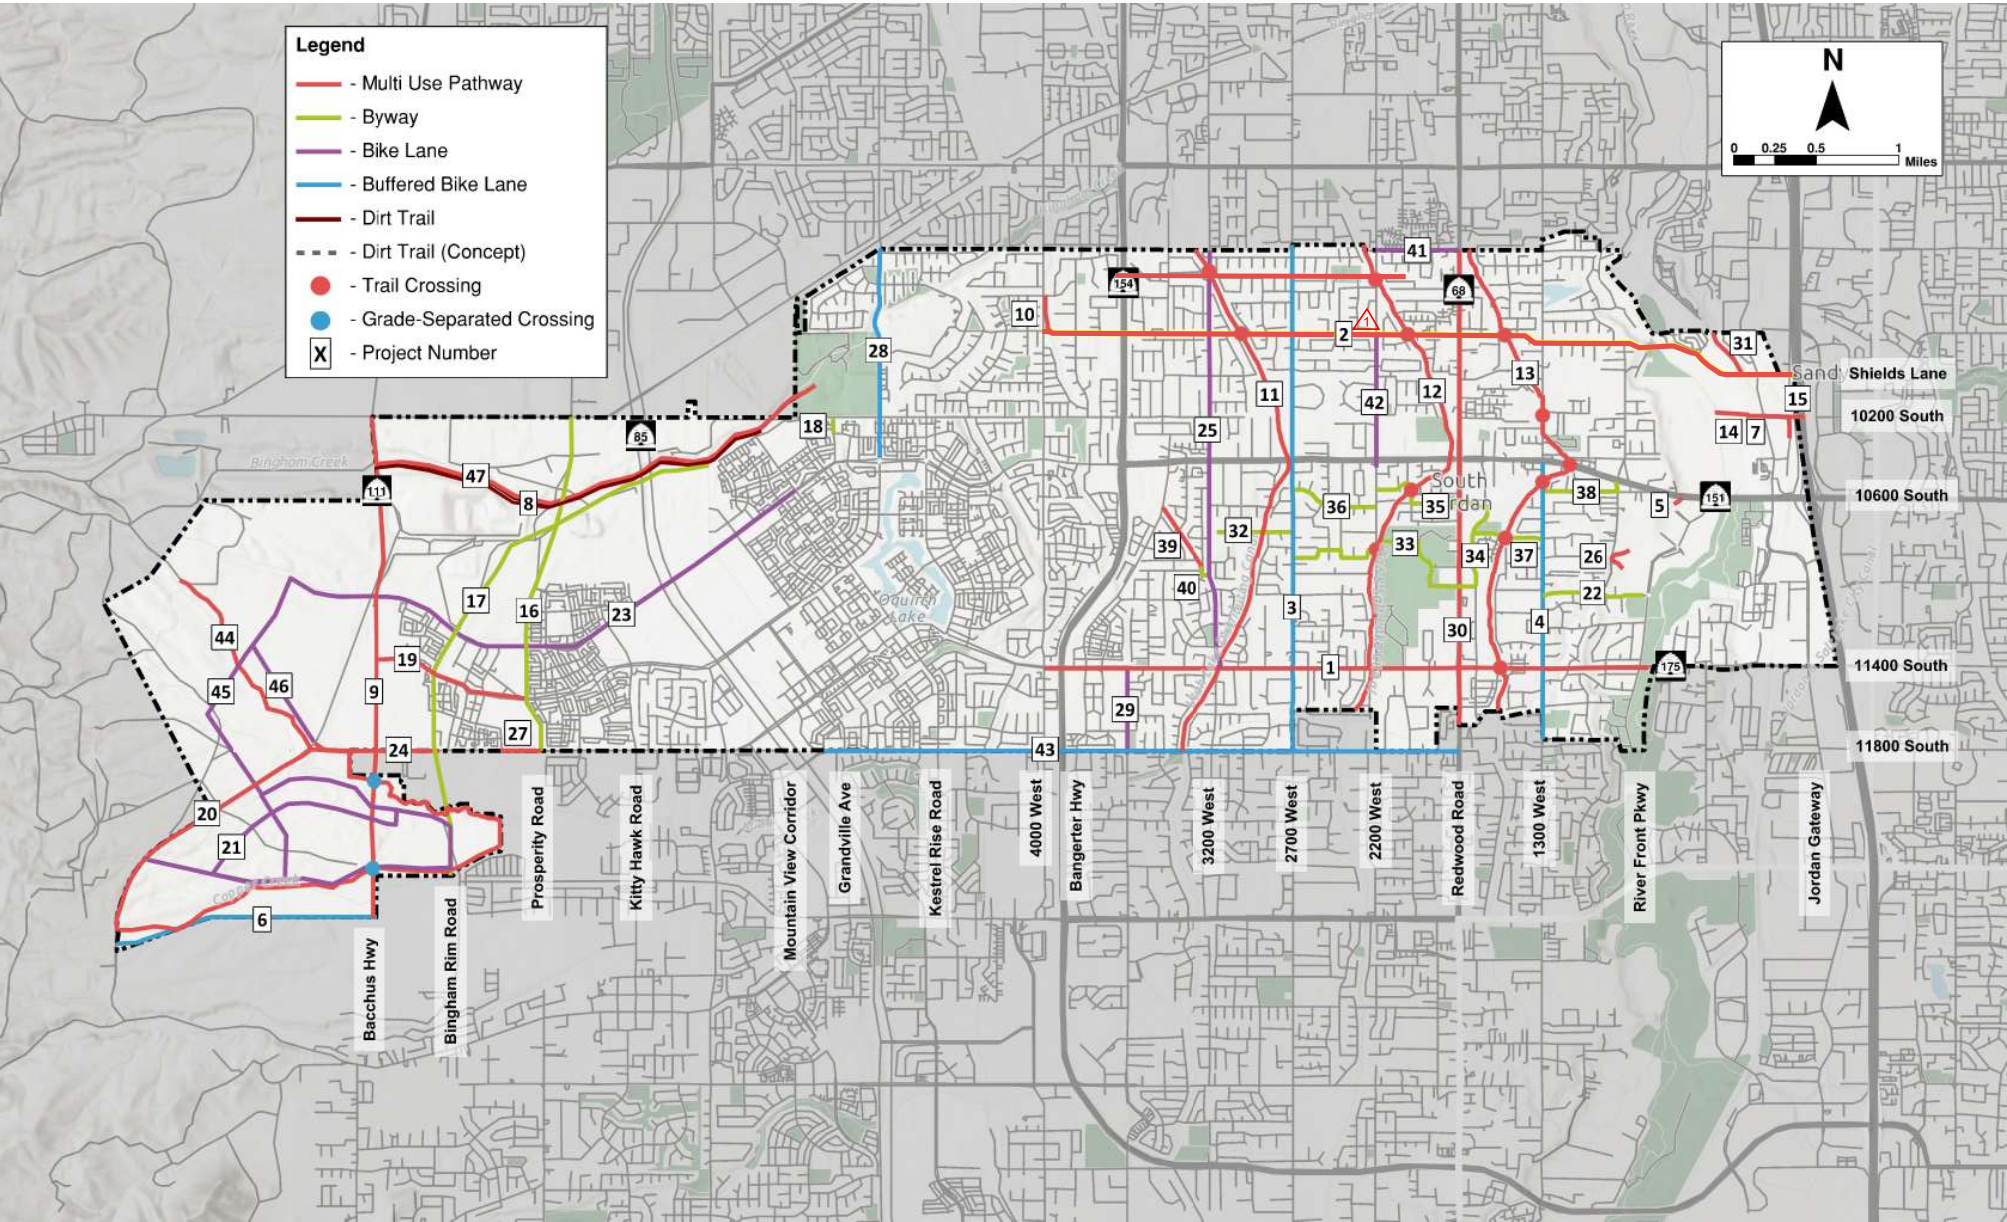 Legend
- Multi Use Pathway
- Byway
- Bike Lane
- Buffered Bike Lane
- Dirt Trail
- Dirt Trail (Concept)
- Trail Crossing
- Grade-Separated Crossing
X - Project Number
N
0 0.25 0.5 1
Miles
41
154
68
10
2
1
31
28
13
Sandy
Shields Lane
12
11
15
42
10200 South
18
25
14
7
85
Bingham Creek
47
111
South
10600 South
8
36
35
38
5
151
32
39
33
34
37
26
40
22
17
16
23
Oquirrh
Lake
3
4
44
30
19
1
175
11400 South
45
46
9
29
27
24
43
11800 South
20
21
Copper Creek
6
Bacchus Hwy
Bingham Rim Road
Prosperity Road
Kitty Hawk Road
Mountain View Corridor
Grandville Ave
Kestrel Rise Road
4000 West
Bangerter Hwy
3200 West
2700 West
2200 West
Redwood Road
1300 West
River Front Pkwy
Jordan Gateway